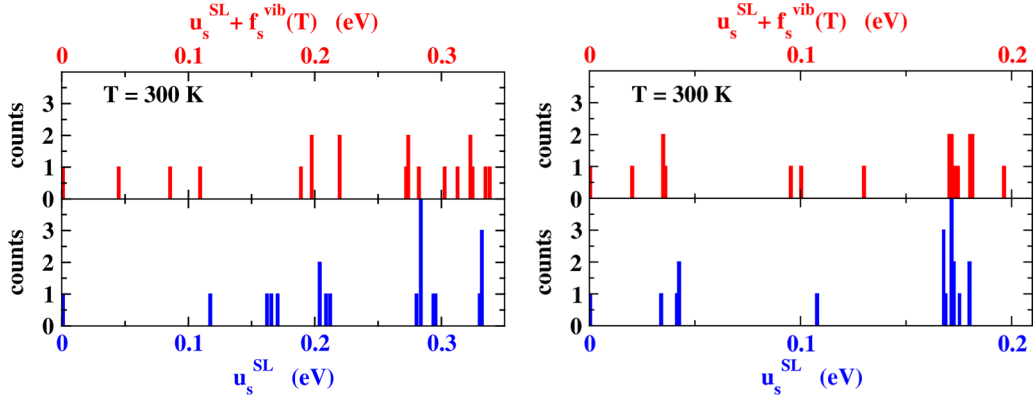 u_s^SL + f_s^vib(T) (eV)
0 0.1 0.2 0.3
counts
3
2
1
0
T = 300 K
counts
3
2
1
0
0 0.1 0.2 0.3
u_s^SL (eV)
u_s^SL + f_s^vib(T) (eV)
0 0.1 0.2
counts
3
2
1
0
T = 300 K
counts
3
2
1
0
0 0.1 0.2
u_s^SL (eV)